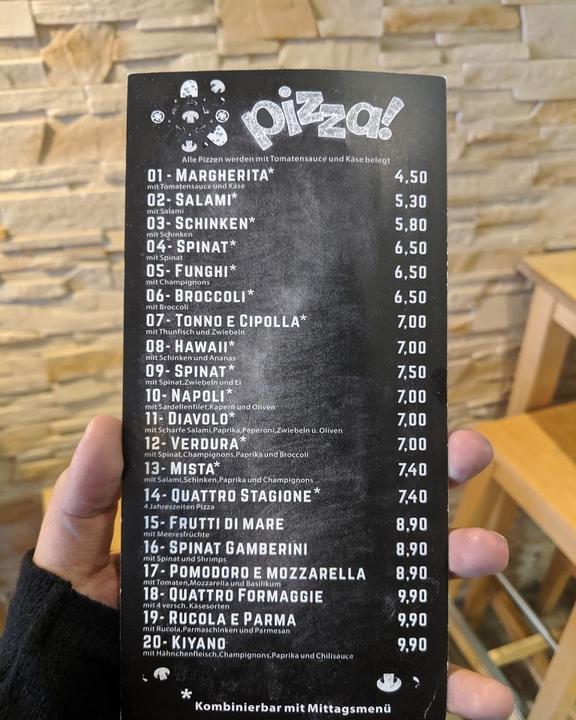 pizza!
Alle Pizzen werden mit Tomatensauce und Käse belegt
01 - MARGHERITA* 4,50
mit Tomatensauce und Käse
02- SALAMI* 5,30
mit Salami
03- SCHINKEN* 5,80
mit Schinken
04- SPINAT* 6,50
mit Spinat
05- FUNGHI* 6,50
mit Champignons
06- BROCCOLI* 6,50
mit Broccoli
07- TONNO E CIPOLLA* 7,00
mit Thunfisch und Zwiebeln
08- HAWAII* 7,00
mit Schinken und Ananas
09- SPINAT* 7,50
mit Spinat,Zwiebeln und Ei
10- NAPOLI* 7,00
mit Sardellenfilet,Kapern und Oliven
11- DIAVOLO* 7,00
mit Scharfe Salami,Paprika,Peperoni,Zwiebeln u. Oliven
12- VERDURA* 7,00
mit Spinat,Champignons,Paprika und Broccoli
13- MISTA* 7,40
mit Salami,Schinken,Paprika und Champignons
14- QUATTRO STAGIONE* 7,40
4 Jahreszeiten Pizza
15- FRUTTI DI MARE 8,90
mit Meeresfrüchte
16- SPINAT GAMBERINI 8,90
mit Spinat und Shrimps
17- POMODORO E MOZZARELLA 8,90
mit Tomaten,Mozzarella und Basilikum
18- QUATTRO FORMAGGIE 9,90
mit 4 versch. Käsesorten
19- RUCOLA E PARMA 9,90
mit Rucola,Parmaschinken und Parmesan
20- KIYANO 9,90
mit Hähnchenfleisch,Champignons,Paprika und Chilisauce
* Kombinierbar mit Mittagsmenü